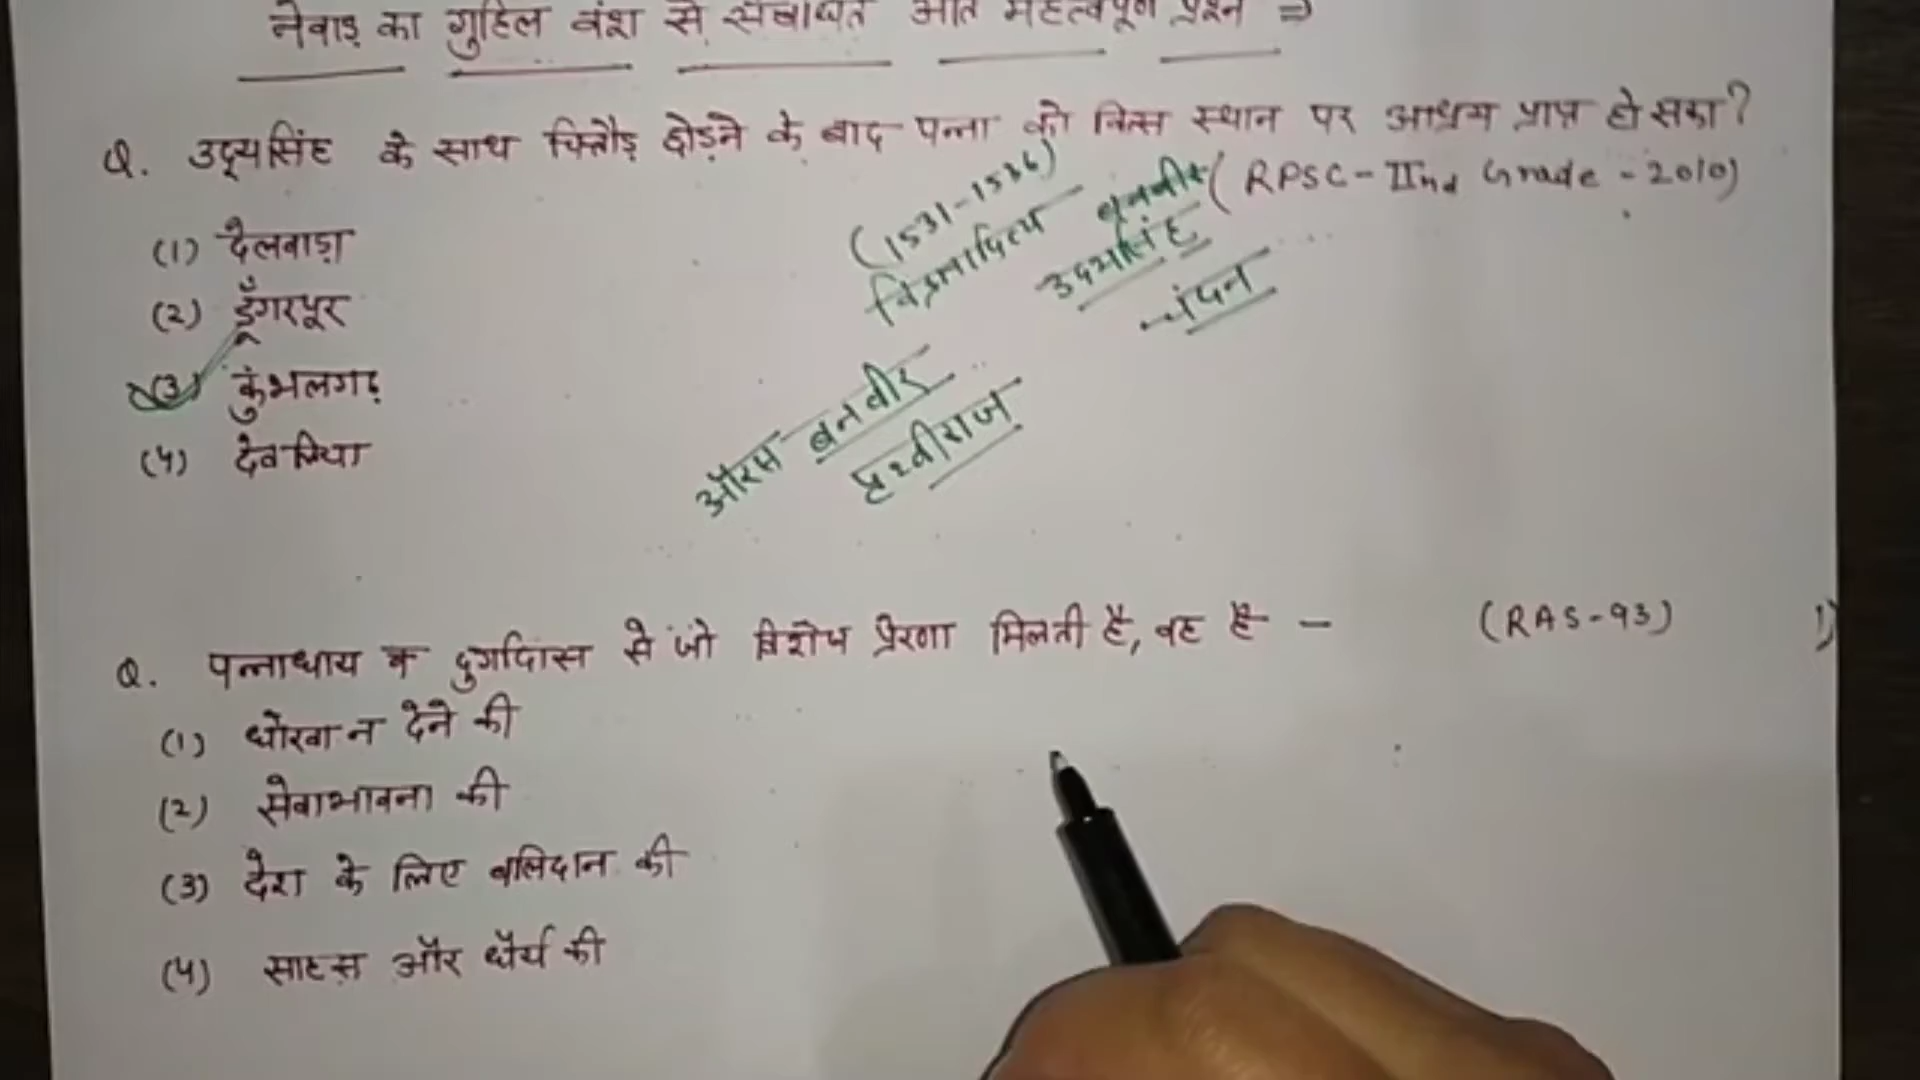 मेवाड़ का गुहिल वंश से संबंधित अति महत्वपूर्ण प्रश्न ⇒
Q. उदयसिंह के साथ चित्तौड़ छोड़ने के बाद पन्ना को किस स्थान पर आश्रय प्राप्त हो सका?
(RPSC-IInd Grade-2010)
(1) देलवाड़ा
(2) डूँगरपूर
(3) कुंभलगढ़
(4) देवलिया
(1531-1536)
विक्रमादित्य बनवीर
उदयसिंह
चंदन
औरस बनवीर
पृथ्वीराज
Q. पन्नाधाय व दुर्गादास से जो विशेष प्रेरणा मिलती है, वह है - (RAS-93)
(1) धोखा न देने की
(2) सेवाभावना की
(3) देश के लिए बलिदान की
(4) साहस और धैर्य की